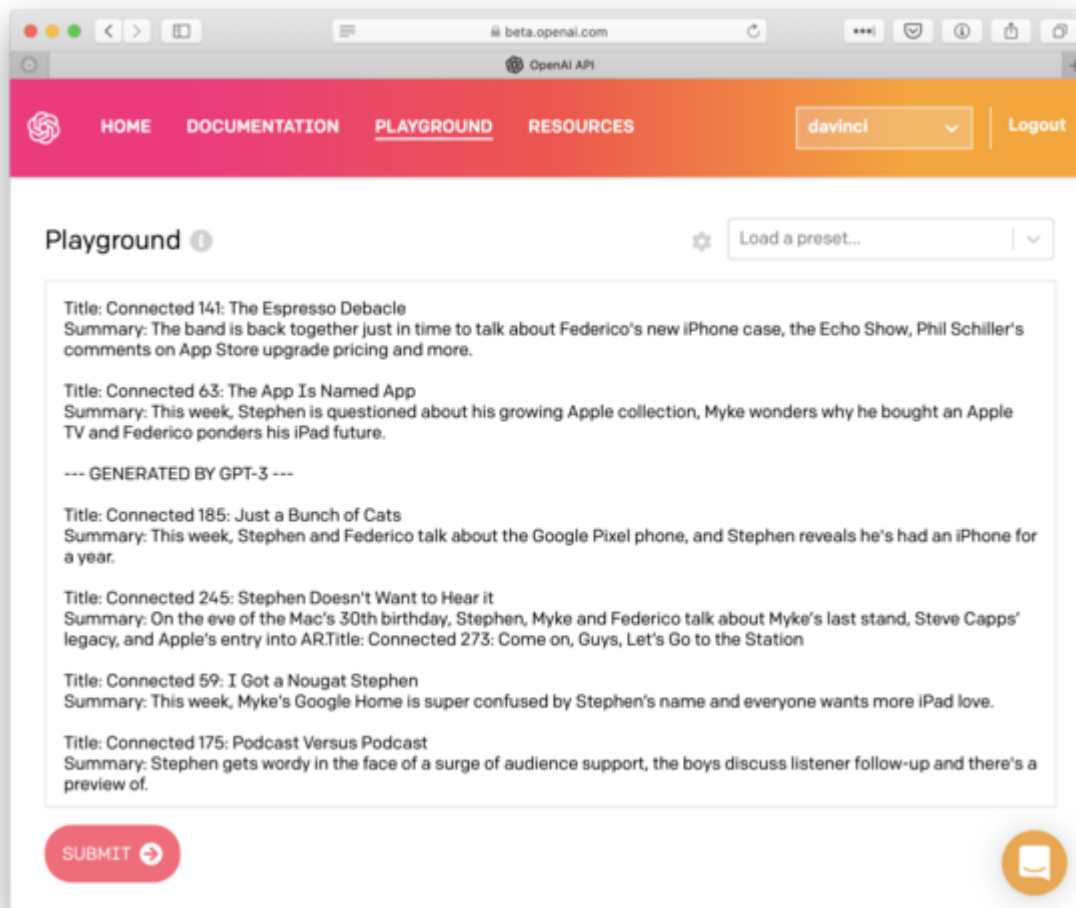 beta.openai.com
OpenAI API
HOME DOCUMENTATION PLAYGROUND RESOURCES davinci Logout
Playground
Load a preset...
Title: Connected 141: The Espresso Debacle
Summary: The band is back together just in time to talk about Federico's new iPhone case, the Echo Show, Phil Schiller's
comments on App Store upgrade pricing and more.
Title: Connected 63: The App Is Named App
Summary: This week, Stephen is questioned about his growing Apple collection, Myke wonders why he bought an Apple
TV and Federico ponders his iPad future.
--- GENERATED BY GPT-3 ---
Title: Connected 185: Just a Bunch of Cats
Summary: This week, Stephen and Federico talk about the Google Pixel phone, and Stephen reveals he's had an iPhone for
a year.
Title: Connected 245: Stephen Doesn't Want to Hear it
Summary: On the eve of the Mac's 30th birthday, Stephen, Myke and Federico talk about Myke's last stand, Steve Capps'
legacy, and Apple's entry into AR.Title: Connected 273: Come on, Guys, Let's Go to the Station
Title: Connected 59: I Got a Nougat Stephen
Summary: This week, Myke's Google Home is super confused by Stephen's name and everyone wants more iPad love.
Title: Connected 175: Podcast Versus Podcast
Summary: Stephen gets wordy in the face of a surge of audience support, the boys discuss listener follow-up and there's a
preview of.
SUBMIT